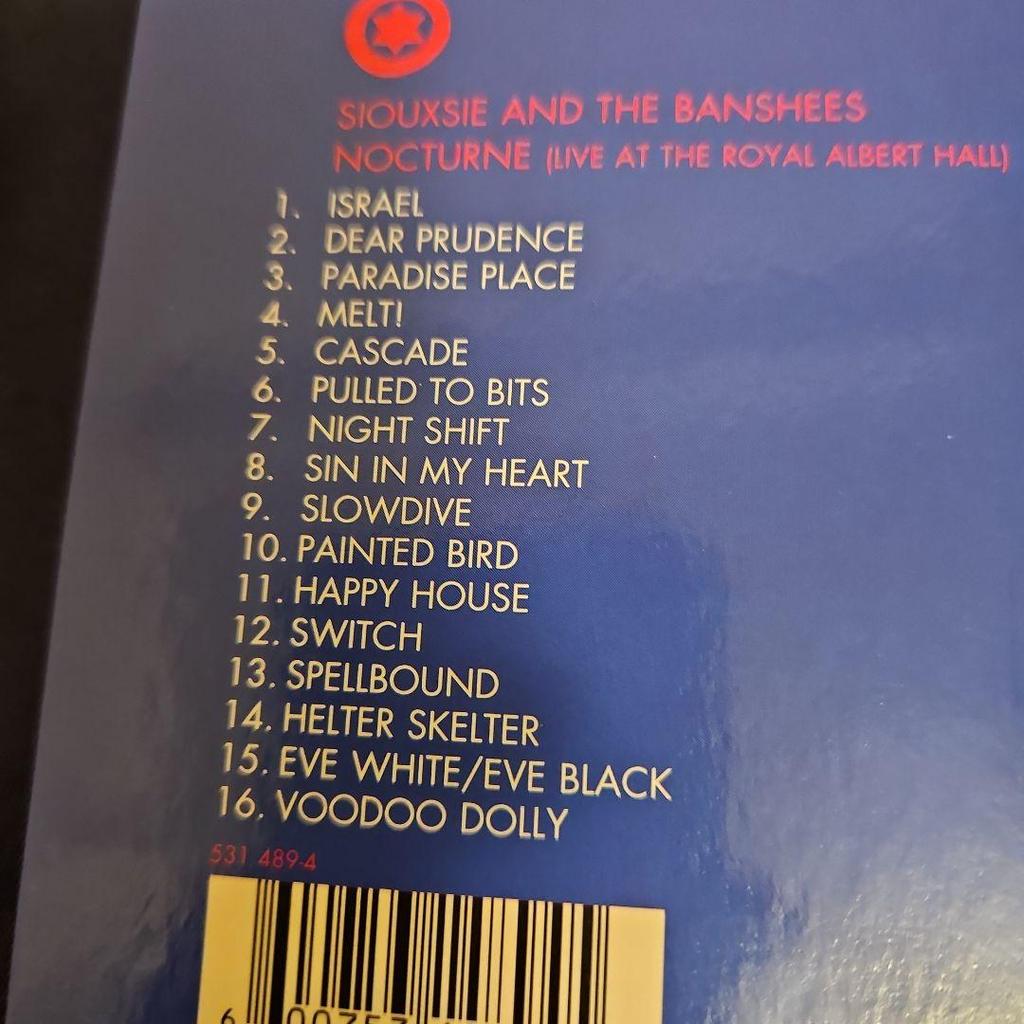 SIOUXSIE AND THE BANSHEES
NOCTURNE (LIVE AT THE ROYAL ALBERT HALL)
1. ISRAEL
2. DEAR PRUDENCE
3. PARADISE PLACE
4. MELT!
5. CASCADE
6. PULLED TO BITS
7. NIGHT SHIFT
8. SIN IN MY HEART
9. SLOWDIVE
10. PAINTED BIRD
11. HAPPY HOUSE
12. SWITCH
13. SPELLBOUND
14. HELTER SKELTER
15. EVE WHITE/EVE BLACK
16. VOODOO DOLLY
531 489-4
6 00753